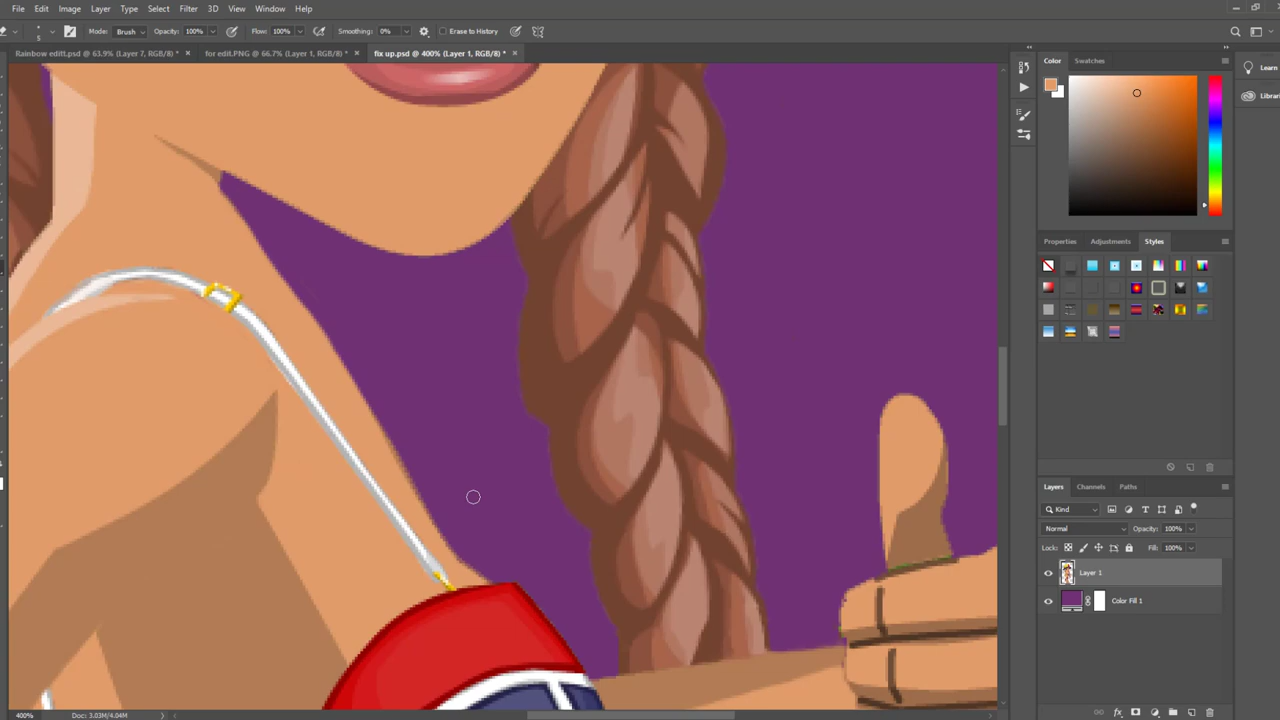 File Edit Image Layer Type Select Filter 3D View Window Help
5 Mode: Brush Opacity: 100% Flow: 100% Smoothing: 0% Erase to History
Rainbow editt.psd @ 63.9% (Layer 7, RGB/8) * × for edit.PNG @ 66.7% (Layer 1, RGB/8) * × fix up.psd @ 400% (Layer 1, RGB/8) * ×
Color Swatches
Learn
Librari
Properties Adjustments Styles
Layers Channels Paths
Kind
Normal Opacity: 100%
Lock: Fill: 100%
Layer 1
Color Fill 1
400% Doc: 3.03M/4.04M